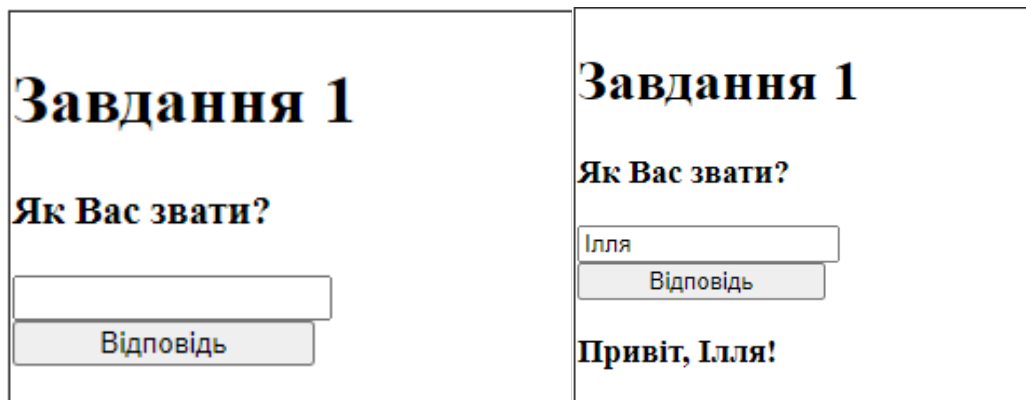 Завдання 1
Як Вас звати?
Відповідь
Завдання 1
Як Вас звати?
Ілля
Відповідь
Привіт, Ілля!